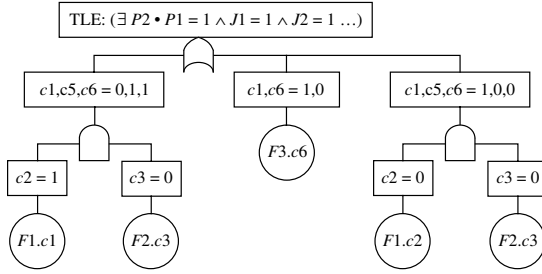 TLE: (∃ P2 • P1 = 1 ∧ J1 = 1 ∧ J2 = 1 ...)
c1,c5,c6 = 0,1,1
c1,c6 = 1,0
c1,c5,c6 = 1,0,0
F3.c6
c2 = 1
c3 = 0
c2 = 0
c3 = 0
F1.c1
F2.c3
F1.c2
F2.c3